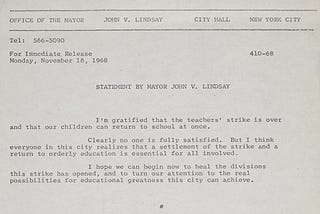 OFFICE OF THE MAYOR JOHN V. LINDSAY CITY HALL NEW YORK CITY
Tel: 566-5090
For Immediate Release 410-68
Monday, November 18, 1968
STATEMENT BY MAYOR JOHN V. LINDSAY
I'm gratified that the teachers' strike is over
and that our children can return to school at once.
Clearly no one is fully satisfied. But I think
everyone in this city realizes that a settlement of the strike and a
return to orderly education is essential for all involved.
I hope we can begin now to heal the divisions
this strike has opened, and to turn our attention to the real
possibilities for educational greatness this city can achieve.
#